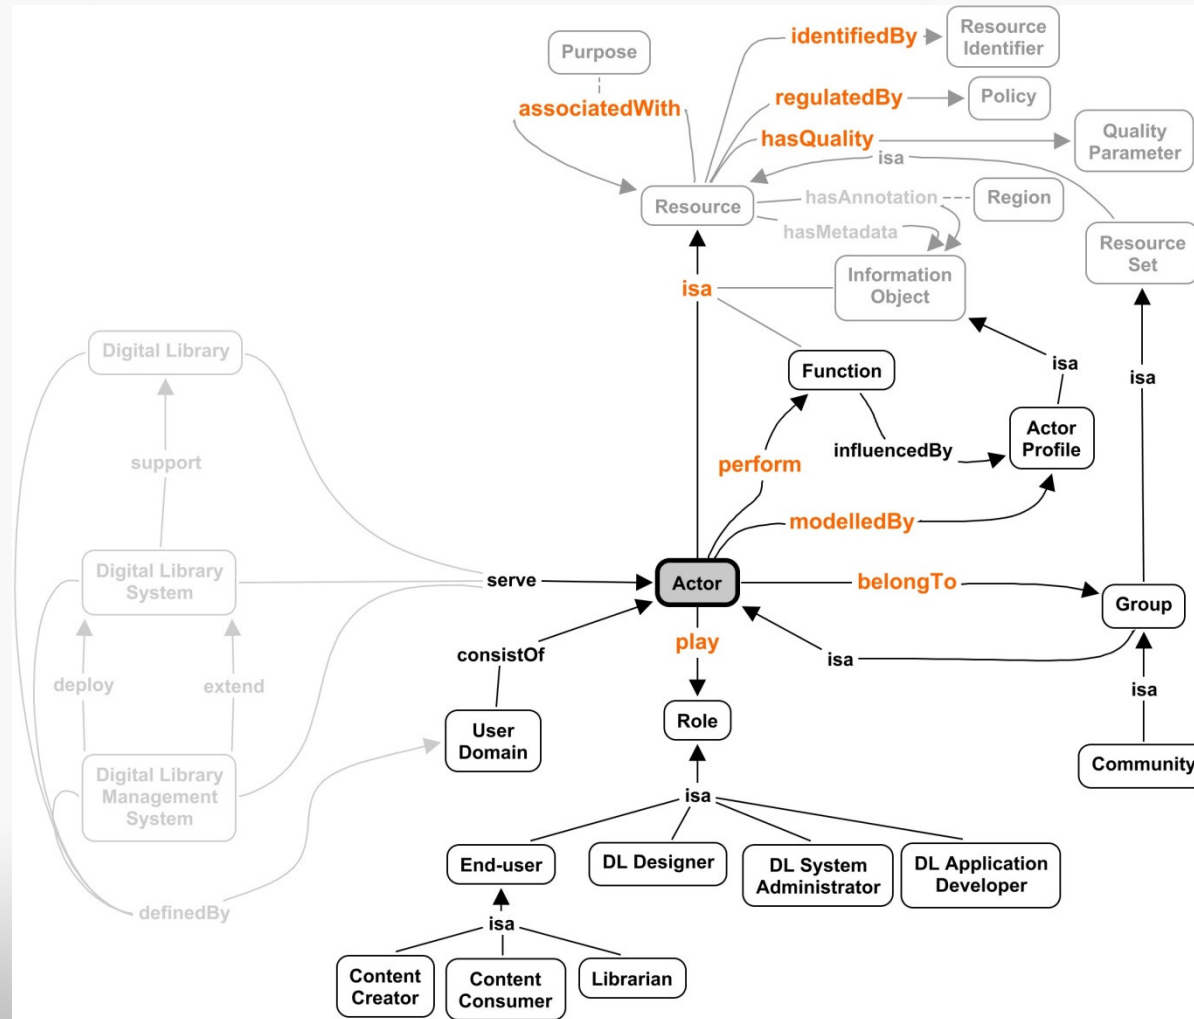 identifiedBy
Resource
Identifier
Purpose
associatedWith
regulatedBy
Policy
hasQuality
Quality
Parameter
isa
Resource
hasAnnotation
Region
hasMetadata
Resource
Set
isa
Information
Object
Digital Library
Function
isa
isa
Actor
Profile
support
perform
influencedBy
modelledBy
Digital Library
System
serve
Actor
belongTo
Group
play
consistOf
isa
deploy
extend
isa
Role
User
Domain
Community
Digital Library
Management
System
isa
End-user
DL Designer
DL System
Administrator
DL Application
Developer
definedBy
isa
Content
Creator
Content
Consumer
Librarian